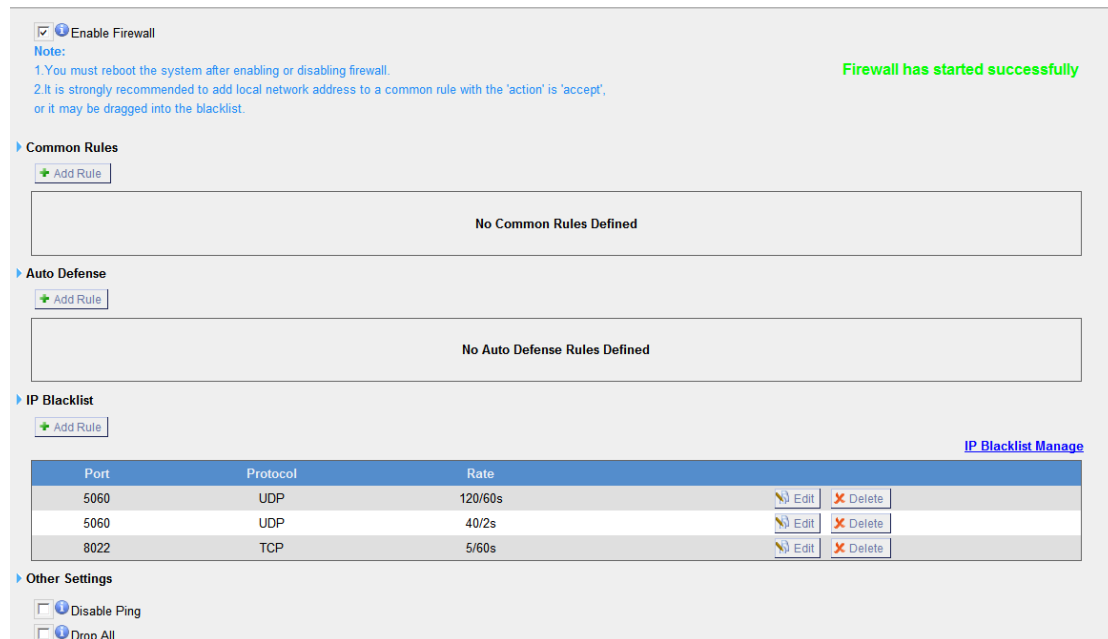 Enable Firewall
Note:
1.You must reboot the system after enabling or disabling firewall.
Firewall has started successfully
2.It is strongly recommended to add local network address to a common rule with the 'action' is 'accept',
or it may be dragged into the blacklist.
Common Rules
Add Rule
No Common Rules Defined
Auto Defense
Add Rule
No Auto Defense Rules Defined
IP Blacklist
Add Rule
IP Blacklist Manage
Port Protocol Rate
5060 UDP 120/60s Edit Delete
5060 UDP 40/2s Edit Delete
8022 TCP 5/60s Edit Delete
Other Settings
Disable Ping
Drop All